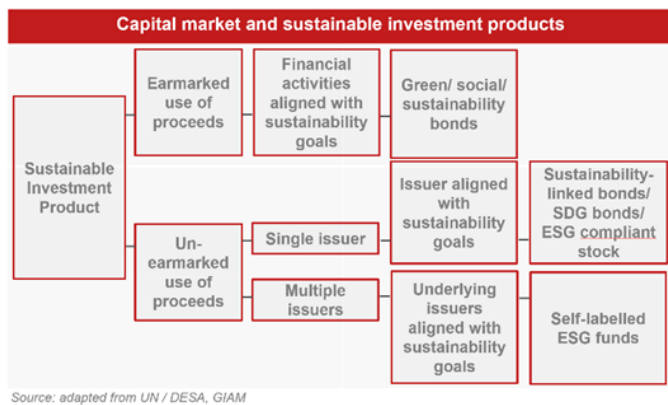 Capital market and sustainable investment products
Earmarked
use of
proceeds
Financial
activities
aligned with
sustainability
goals
Green/ social/
sustainability
bonds
Sustainable
Investment
Product
Un-
earmarked
use of
proceeds
Single issuer
Issuer aligned
with
sustainability
goals
Sustainability-
linked bonds/
SDG bonds/
ESG compliant
stock
Multiple
issuers
Underlying
issuers
aligned with
sustainability
goals
Self-labelled
ESG funds
Source: adapted from UN / DESA, GIAM